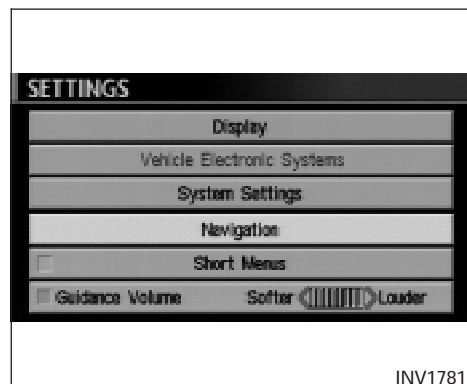 SETTINGS
Display
Vehicle Electronic Systems
System Settings
Navigation
Short Menus
Guidance Volume Softer Louder
INV1781